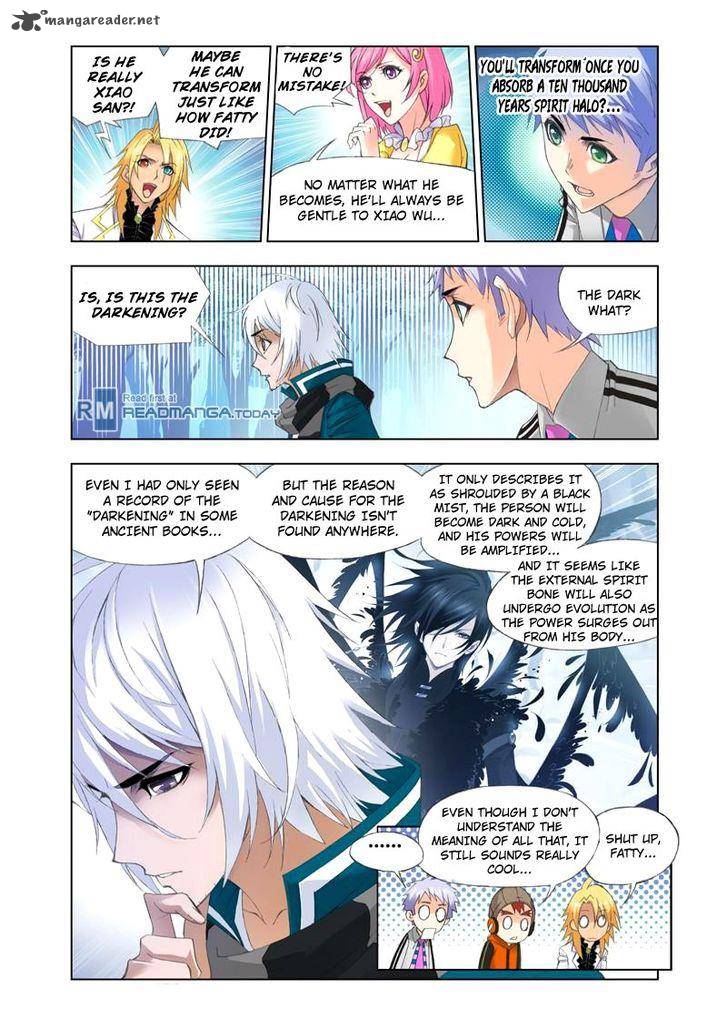 mangareader.net
IS HE
REALLY
XIAO
SAN?!
MAYBE
HE CAN
TRANSFORM
JUST LIKE
HOW FATTY
DID!
THERE'S
NO
MISTAKE!
NO MATTER WHAT HE
BECOMES, HE'LL ALWAYS BE
GENTLE TO XIAO WU...
YOU'LL TRANSFORM ONCE YOU
ABSORB A TEN THOUSAND
YEARS SPIRIT HALO?...
IS, IS THIS THE
DARKENING?
THE DARK
WHAT?
RM
Read first at
READMANGA.TODAY
EVEN I HAD ONLY SEEN
A RECORD OF THE
"DARKENING" IN SOME
ANCIENT BOOKS...
BUT THE REASON
AND CAUSE FOR THE
DARKENING ISN'T
FOUND ANYWHERE.
IT ONLY DESCRIBES IT
AS SHROUDED BY A BLACK
MIST, THE PERSON WILL
BECOME DARK AND COLD,
AND HIS POWERS WILL
BE AMPLIFIED...
AND IT SEEMS LIKE
THE EXTERNAL SPIRIT
BONE WILL ALSO
UNDERGO EVOLUTION AS
THE POWER SURGES OUT
FROM HIS BODY...
......
EVEN THOUGH I DON'T
UNDERSTAND THE
MEANING OF ALL THAT, IT
STILL SOUNDS REALLY
COOL...
SHUT UP,
FATTY...